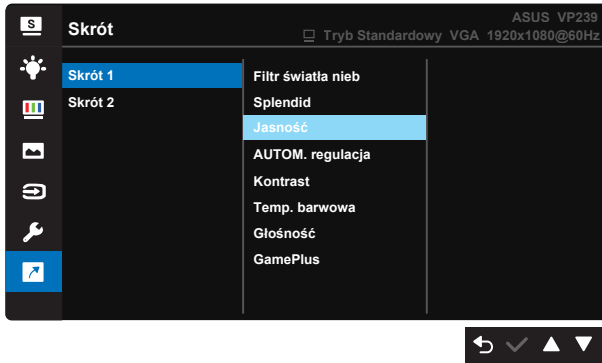 S
Skrót
ASUS VP239
Tryb Standardowy VGA 1920x1080@60Hz
Skrót 1
Skrót 2
Filtr światła nieb
Splendid
Jasność
AUTOM. regulacja
Kontrast
Temp. barwowa
Głośność
GamePlus